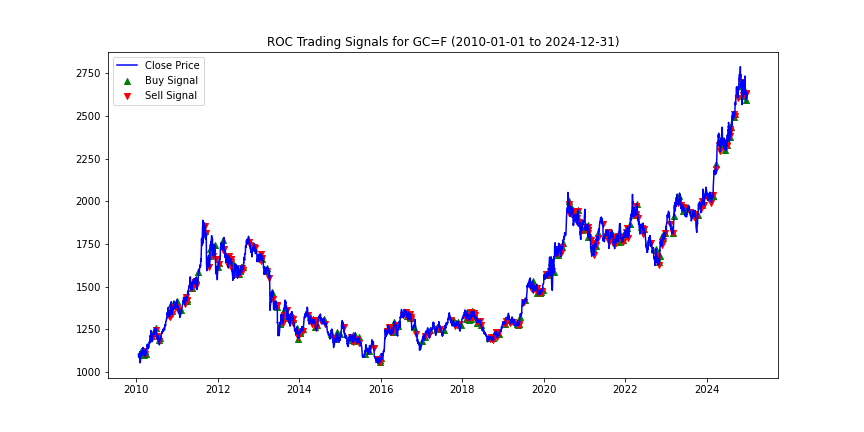 ROC Trading Signals for GC=F (2010-01-01 to 2024-12-31)
Close Price
Buy Signal
Sell Signal
2750
2500
2250
2000
1750
1500
1250
1000
2010 2012 2014 2016 2018 2020 2022 2024